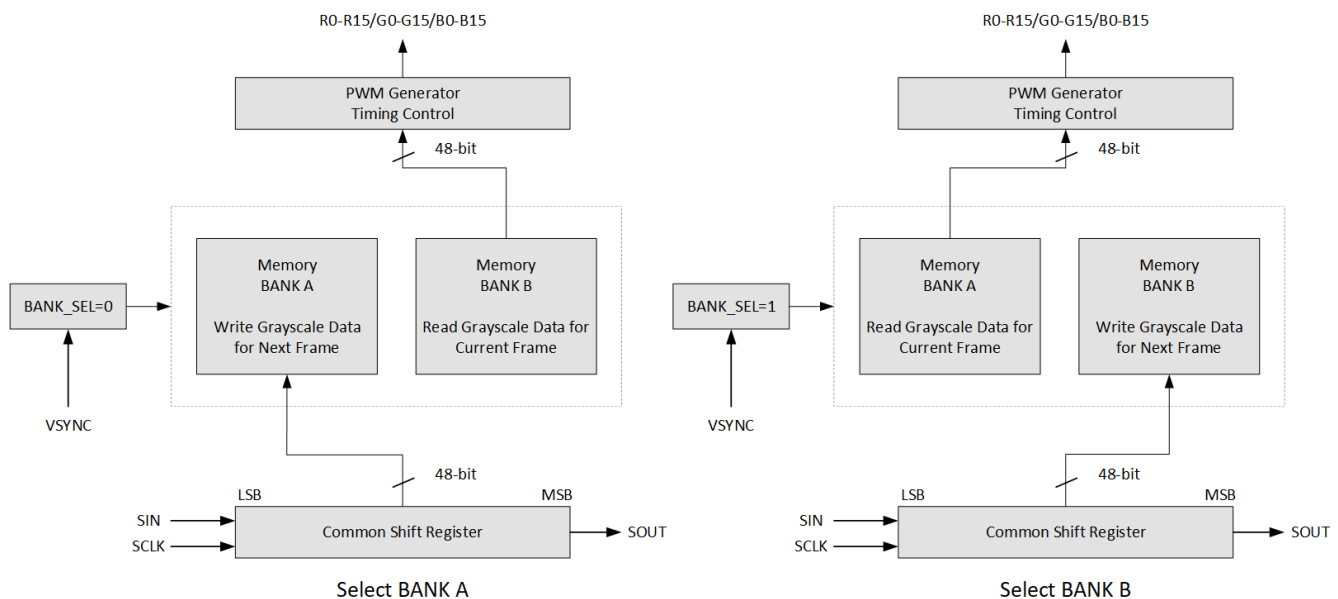 R0-R15/G0-G15/B0-B15
PWM Generator
Timing Control
48-bit
Memory
BANK A
Write Grayscale Data
for Next Frame
Memory
BANK B
Read Grayscale Data for
Current Frame
BANK_SEL=0
VSYNC
48-bit
LSB
MSB
SIN
SCLK
Common Shift Register
SOUT
Select BANK A
R0-R15/G0-G15/B0-B15
PWM Generator
Timing Control
48-bit
Memory
BANK A
Read Grayscale Data for
Current Frame
Memory
BANK B
Write Grayscale Data
for Next Frame
BANK_SEL=1
VSYNC
48-bit
LSB
MSB
SIN
SCLK
Common Shift Register
SOUT
Select BANK B